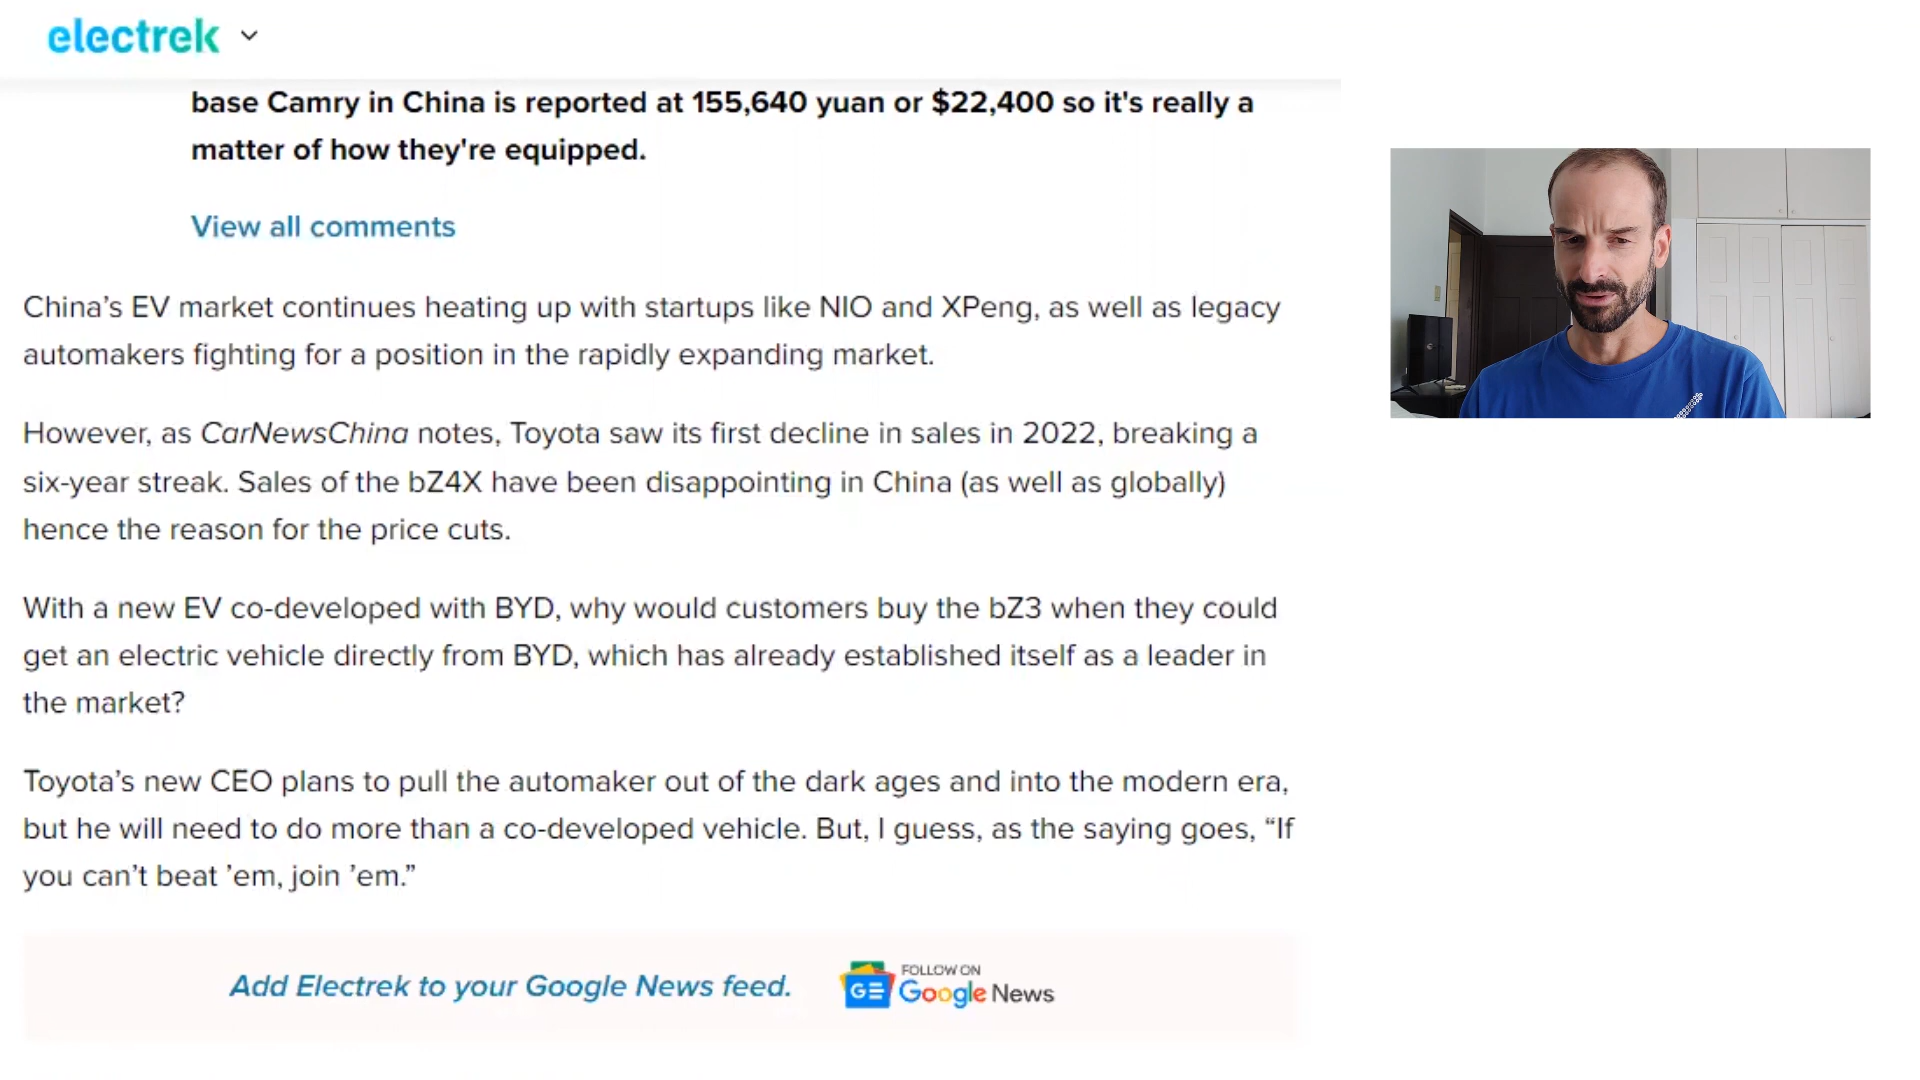 electrek
base Camry in China is reported at 155,640 yuan or $22,400 so it's really a
matter of how they're equipped.
View all comments
China’s EV market continues heating up with startups like NIO and XPeng, as well as legacy
automakers fighting for a position in the rapidly expanding market.
However, as CarNewsChina notes, Toyota saw its first decline in sales in 2022, breaking a
six-year streak. Sales of the bZ4X have been disappointing in China (as well as globally)
hence the reason for the price cuts.
With a new EV co-developed with BYD, why would customers buy the bZ3 when they could
get an electric vehicle directly from BYD, which has already established itself as a leader in
the market?
Toyota’s new CEO plans to pull the automaker out of the dark ages and into the modern era,
but he will need to do more than a co-developed vehicle. But, I guess, as the saying goes, “If
you can’t beat ’em, join ’em.”
Add Electrek to your Google News feed.
GE FOLLOW ON
Google News